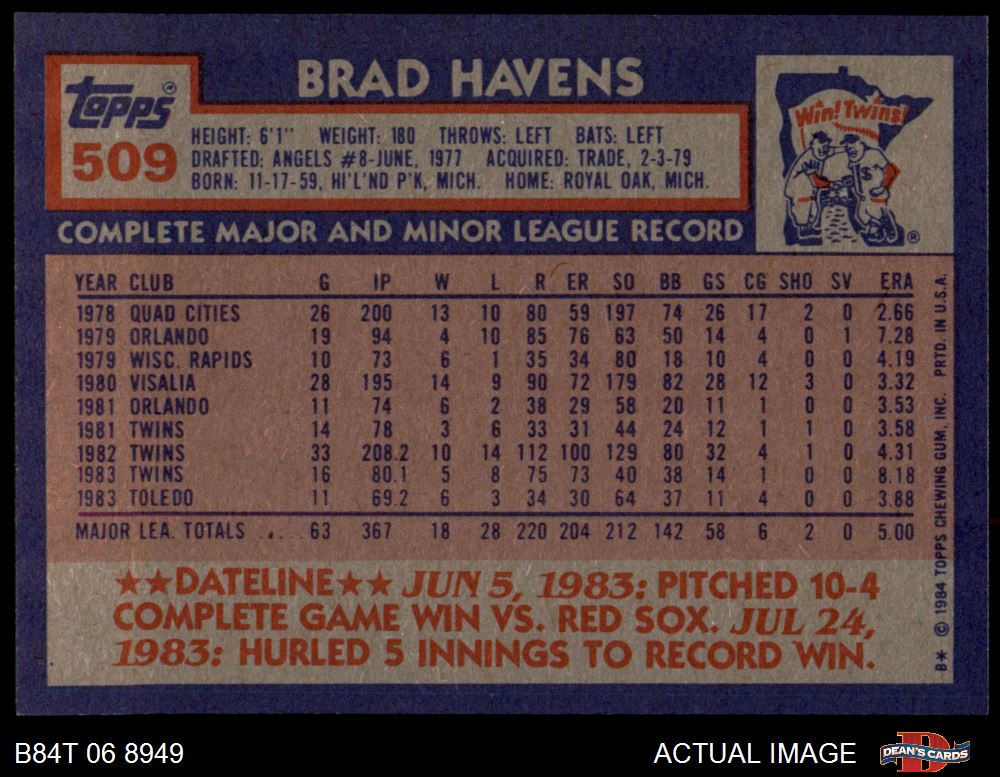 BRAD HAVENS
Topps®
509
HEIGHT: 6'1" WEIGHT: 180 THROWS: LEFT BATS: LEFT
DRAFTED: ANGELS #8-JUNE, 1977 ACQUIRED: TRADE, 2-3-79
BORN: 11-17-59, HI'L'ND P'K, MICH. HOME: ROYAL OAK, MICH.
Win! Twins!
®
COMPLETE MAJOR AND MINOR LEAGUE RECORD
YEAR CLUB G IP W L R ER SO BB GS CG SHO SV ERA
1978 QUAD CITIES 26 200 13 10 80 59 197 74 26 17 2 0 2.66
1979 ORLANDO 19 94 4 10 85 76 63 50 14 4 0 1 7.28
1979 WISC. RAPIDS 10 73 6 1 35 34 80 18 10 4 0 0 4.19
1980 VISALIA 28 195 14 9 90 72 179 82 28 12 3 0 3.32
1981 ORLANDO 11 74 6 2 38 29 58 20 11 1 0 0 3.53
1981 TWINS 14 78 3 6 33 31 44 24 12 1 1 0 3.58
1982 TWINS 33 208.2 10 14 112 100 129 80 32 4 1 0 4.31
1983 TWINS 16 80.1 5 8 75 73 40 38 14 1 0 0 8.18
1983 TOLEDO 11 69.2 6 3 34 30 64 37 11 4 0 0 3.88
MAJOR LEA. TOTALS 63 367 18 28 220 204 212 142 58 6 2 0 5.00
★★DATELINE★★ JUN 5, 1983: PITCHED 10-4
COMPLETE GAME WIN VS. RED SOX. JUL 24,
1983: HURLED 5 INNINGS TO RECORD WIN.
B* © 1984 TOPPS CHEWING GUM, INC. PRTD. IN U.S.A.
B84T 06 8949
ACTUAL IMAGE
D
DEAN'S CARDS